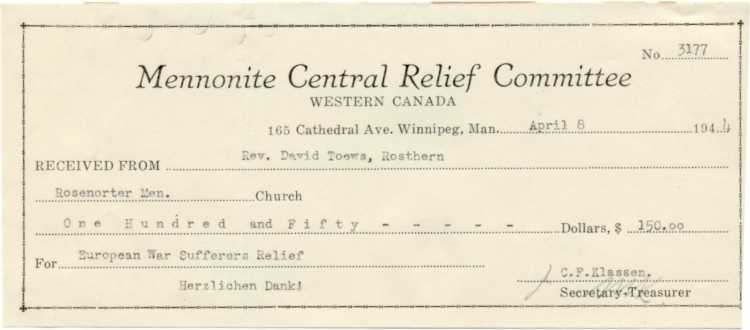 No. 3177
Mennonite Central Relief Committee
WESTERN CANADA
165 Cathedral Ave. Winnipeg, Man. April 8 1944
RECEIVED FROM Rev. David Toews, Rosthern
Rosenorter Men. Church
One Hundred and Fifty - - - - - Dollars, $ 150.00
For European War Sufferers Relief
Herzlichen Dank!
C.F.Klassen.
Secretary-Treasurer